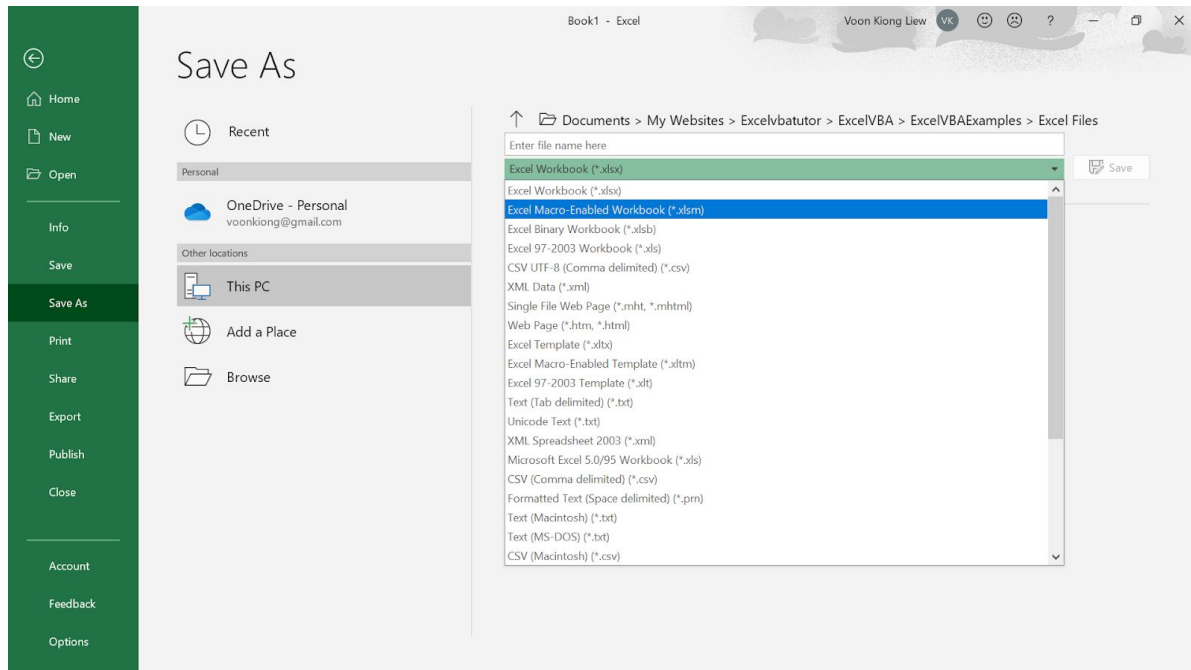 Book1 - Excel
Voon Kiong Liew
VK
?
Home
New
Open
Info
Save
Save As
Print
Share
Export
Publish
Close
Account
Feedback
Options
Save As
Recent
Personal
OneDrive - Personal
voonkiong@gmail.com
Other locations
This PC
Add a Place
Browse
Documents > My Websites > Excelvbatutor > ExcelVBA > ExcelVBAExamples > Excel Files
Enter file name here
Excel Workbook (*.xlsx)
Save
Excel Workbook (*.xlsx)
Excel Macro-Enabled Workbook (*.xlsm)
Excel Binary Workbook (*.xlsb)
Excel 97-2003 Workbook (*.xls)
CSV UTF-8 (Comma delimited) (*.csv)
XML Data (*.xml)
Single File Web Page (*.mht, *.mhtml)
Web Page (*.htm, *.html)
Excel Template (*.xltx)
Excel Macro-Enabled Template (*.xltm)
Excel 97-2003 Template (*.xlt)
Text (Tab delimited) (*.txt)
Unicode Text (*.txt)
XML Spreadsheet 2003 (*.xml)
Microsoft Excel 5.0/95 Workbook (*.xls)
CSV (Comma delimited) (*.csv)
Formatted Text (Space delimited) (*.prn)
Text (Macintosh) (*.txt)
Text (MS-DOS) (*.txt)
CSV (Macintosh) (*.csv)